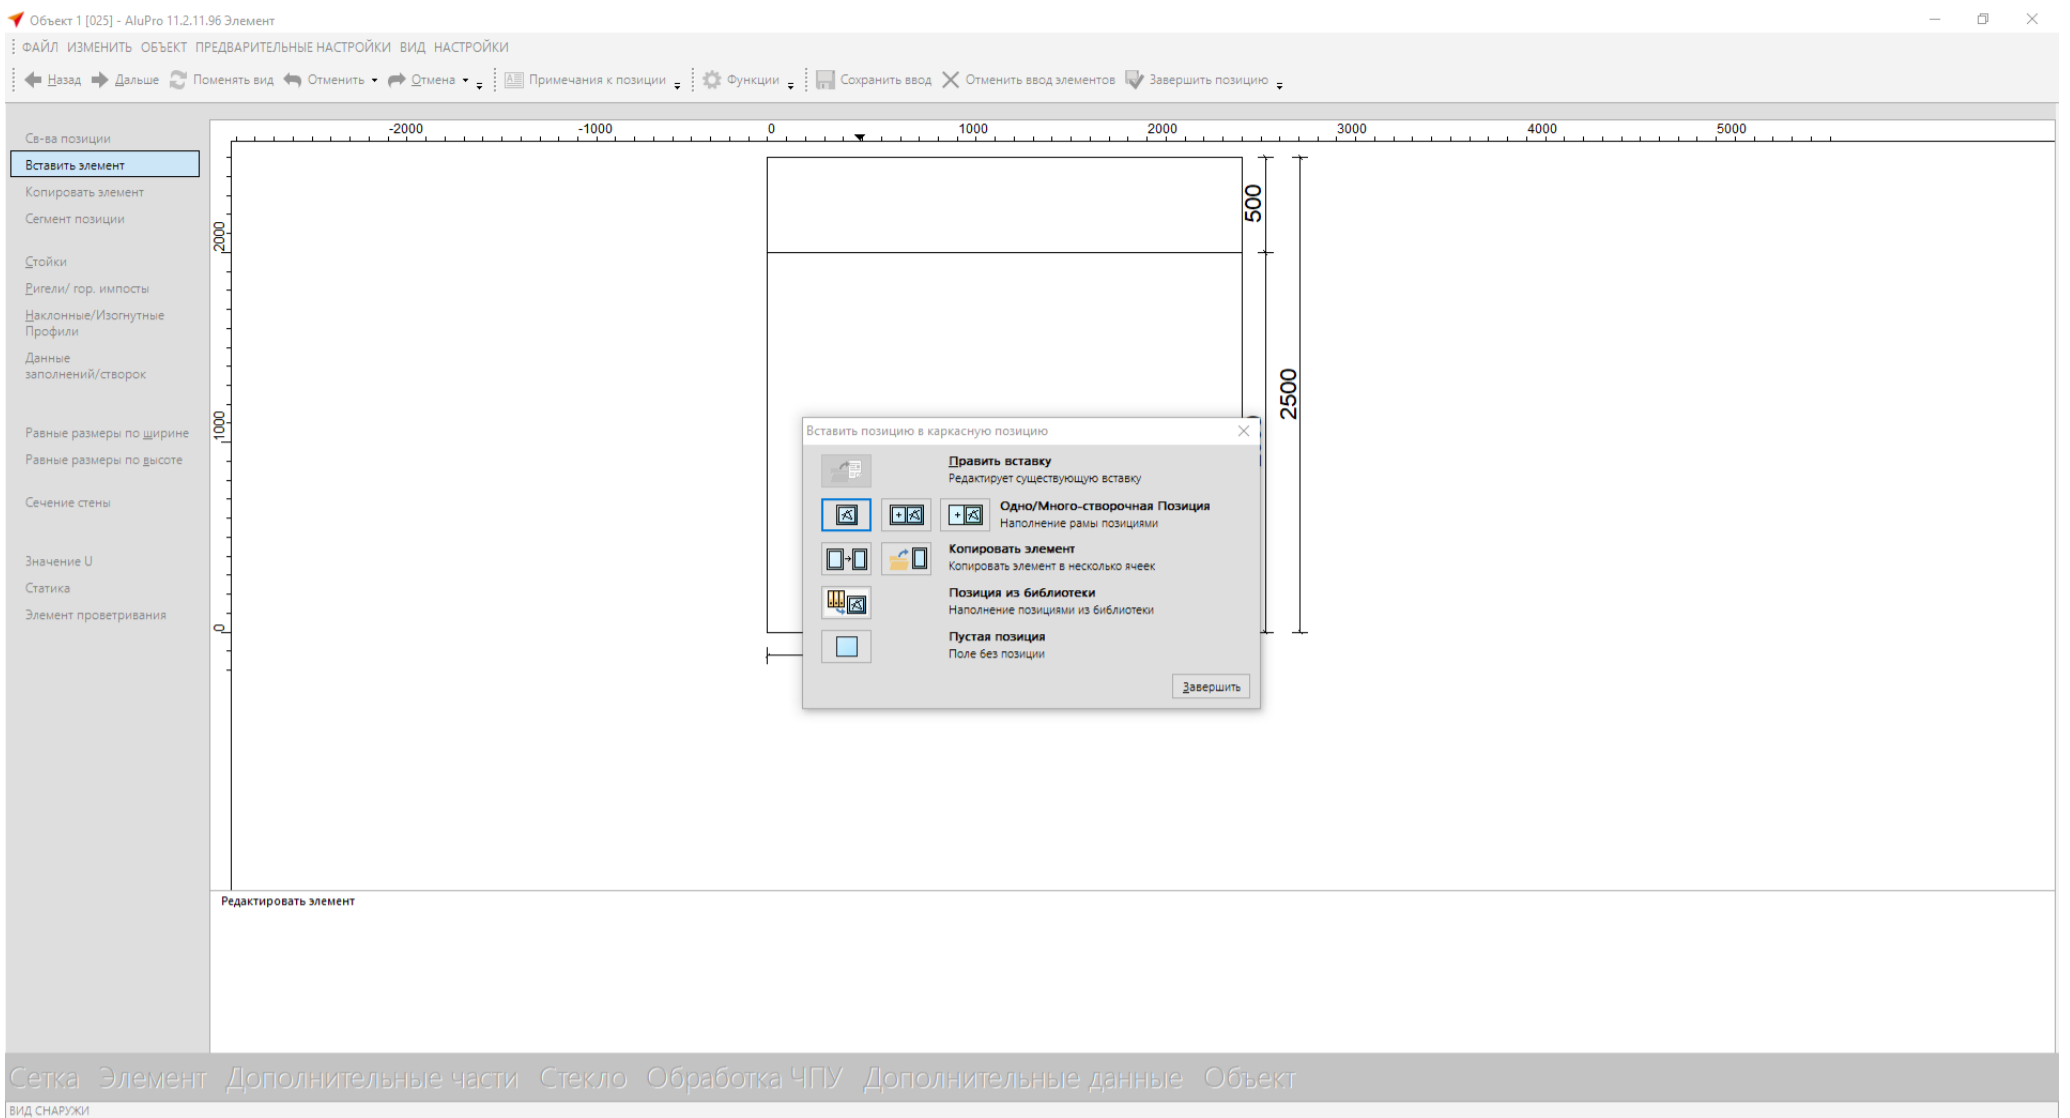 Объект 1 [025] - AluPro 11.2.11.96 Элемент
ФАЙЛ ИЗМЕНИТЬ ОБЪЕКТ ПРЕДВАРИТЕЛЬНЫЕ НАСТРОЙКИ ВИД НАСТРОЙКИ
Назад Дальше Поменять вид Отменить Отмена Примечания к позиции Функции Сохранить ввод Отменить ввод элементов Завершить позицию
Св-ва позиции
Вставить элемент
Копировать элемент
Сегмент позиции
Стойки
Ригели/ гор. импосты
Наклонные/Изогнутые
Профили
Данные
заполнений/створок
Равные размеры по ширине
Равные размеры по высоте
Сечение стены
Значение U
Статика
Элемент проветривания
-2000 -1000 0 1000 2000 3000 4000 5000
2000
1000
0
500
2500
Вставить позицию в каркасную позицию
Править вставку
Редактирует существующую вставку
Одно/Много-створочная Позиция
Наполнение рамы позициями
Копировать элемент
Копировать элемент в несколько ячеек
Позиция из библиотеки
Наполнение позициями из библиотеки
Пустая позиция
Поле без позиции
Завершить
Редактировать элемент
Сетка Элемент Дополнительные части Стекло Обработка ЧПУ Дополнительные данные Объект
ВИД СНАРУЖИ